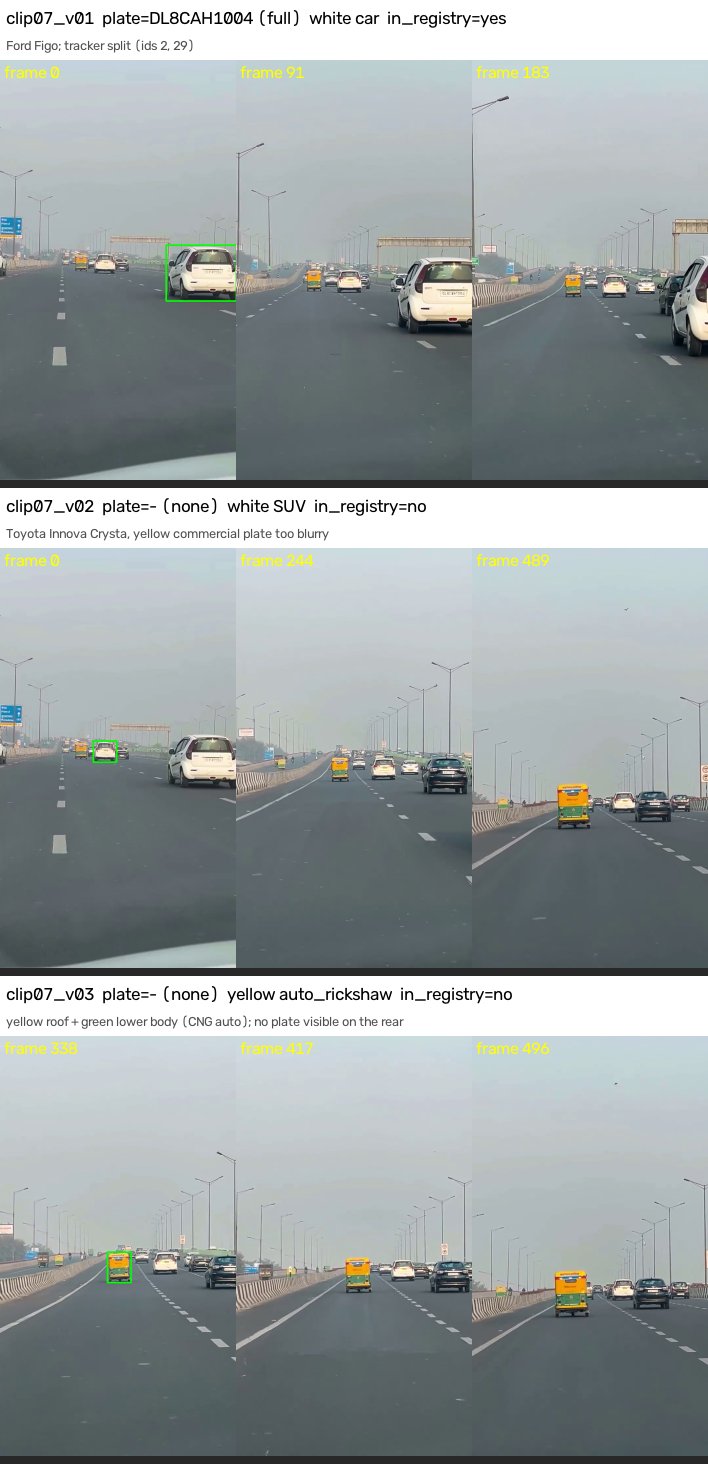 clip07_v01 plate=DL8CAH1004 (full) white car in_registry=yes
Ford Figo; tracker split (ids 2, 29)
frame 0
frame 91
frame 183
clip07_v02 plate=- (none) white SUV in_registry=no
Toyota Innova Crysta, yellow commercial plate too blurry
frame 0
frame 244
frame 489
clip07_v03 plate=- (none) yellow auto_rickshaw in_registry=no
yellow roof+green lower body (CNG auto); no plate visible on the rear
frame 338
frame 417
frame 496